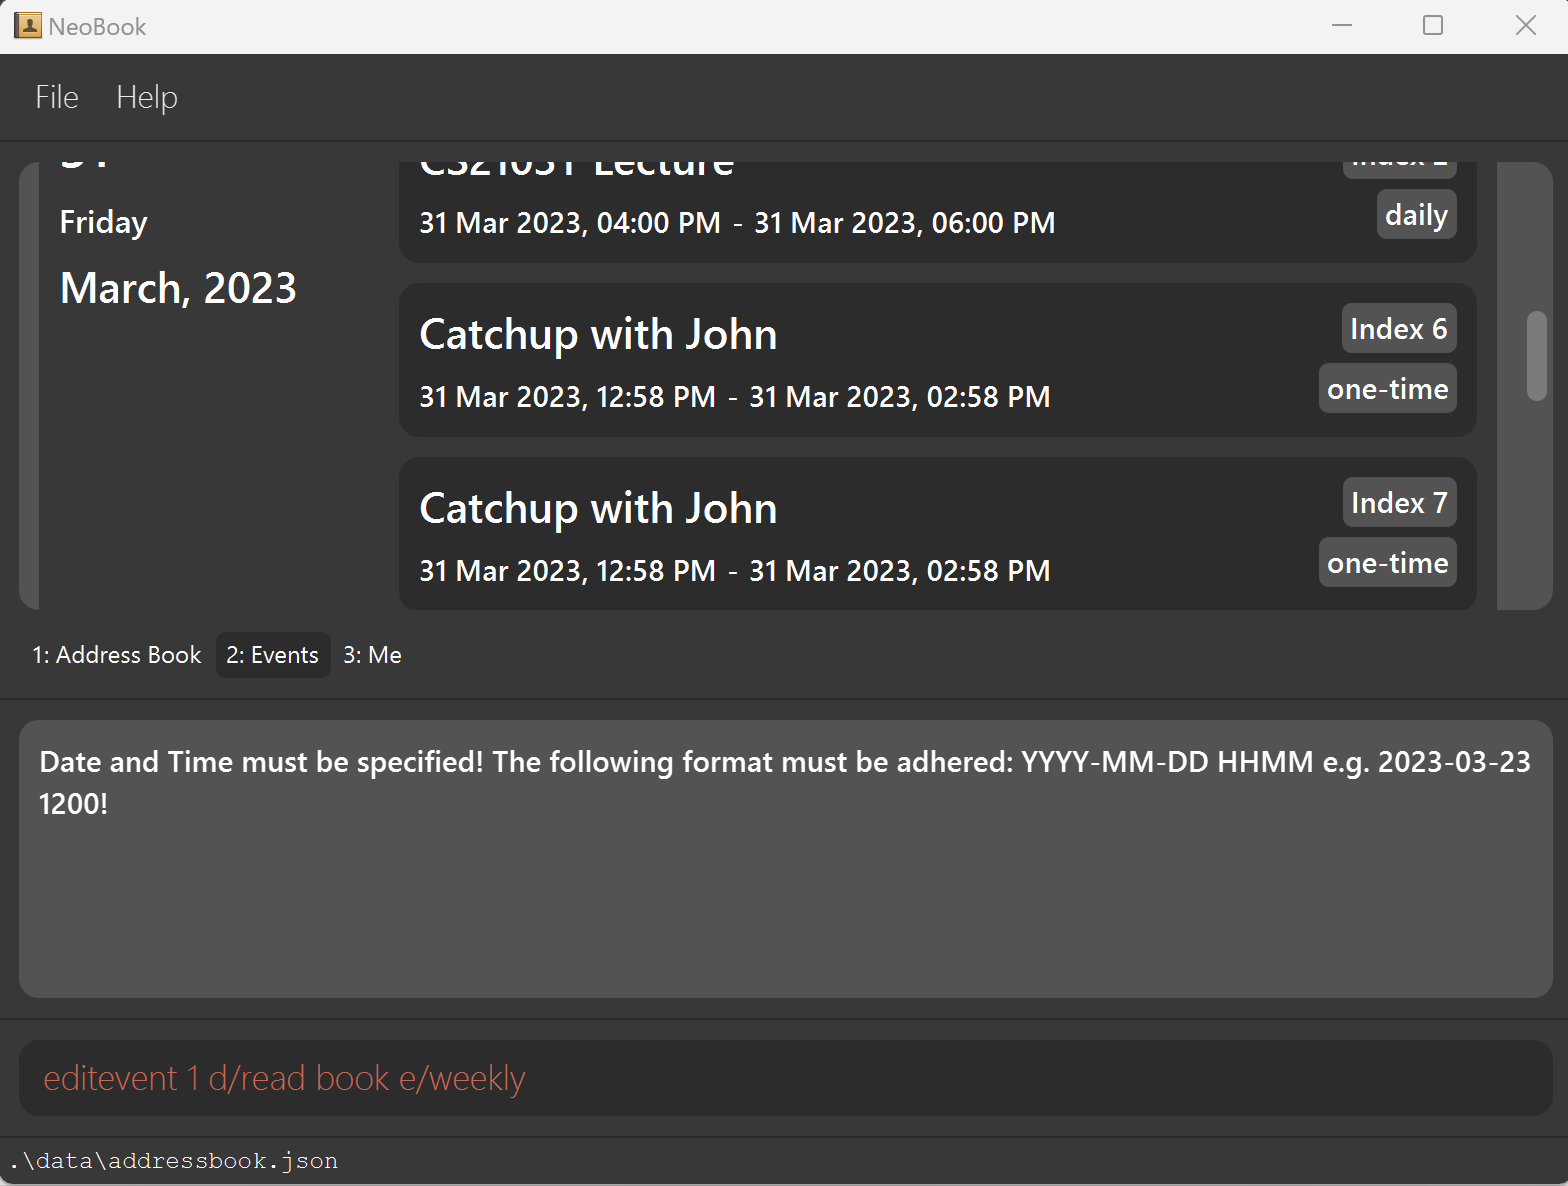 NeoBook
File Help
CS2103T Lecture
31 Mar 2023, 04:00 PM - 31 Mar 2023, 06:00 PM
daily
Friday
March, 2023
Catchup with John
Index 6
31 Mar 2023, 12:58 PM - 31 Mar 2023, 02:58 PM
one-time
Catchup with John
Index 7
31 Mar 2023, 12:58 PM - 31 Mar 2023, 02:58 PM
one-time
1: Address Book 2: Events 3: Me
Date and Time must be specified! The following format must be adhered: YYYY-MM-DD HHMM e.g. 2023-03-23
1200!
editevent 1 d/read book e/weekly
.\data\addressbook.json